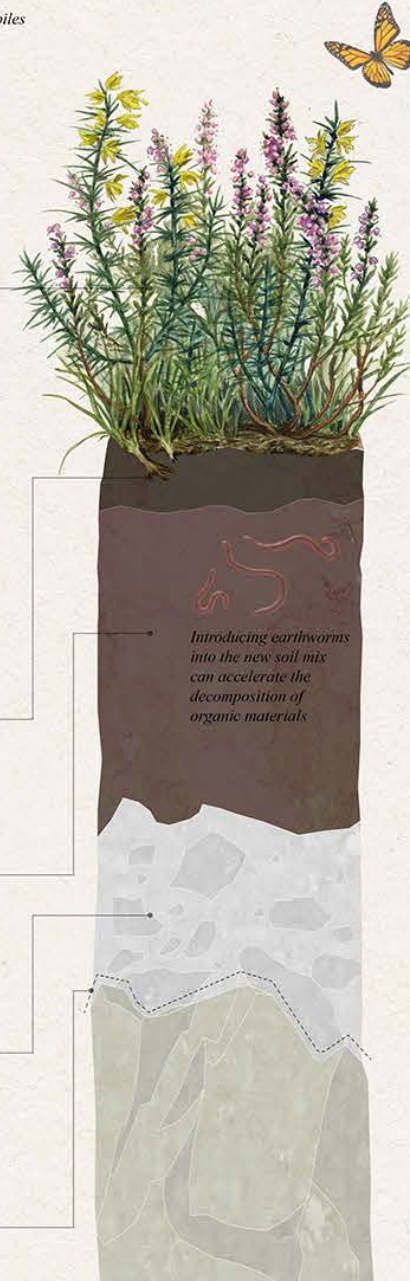 Introducing earthworms
into the new soil mix
can accelerate the
decomposition of
organic materials